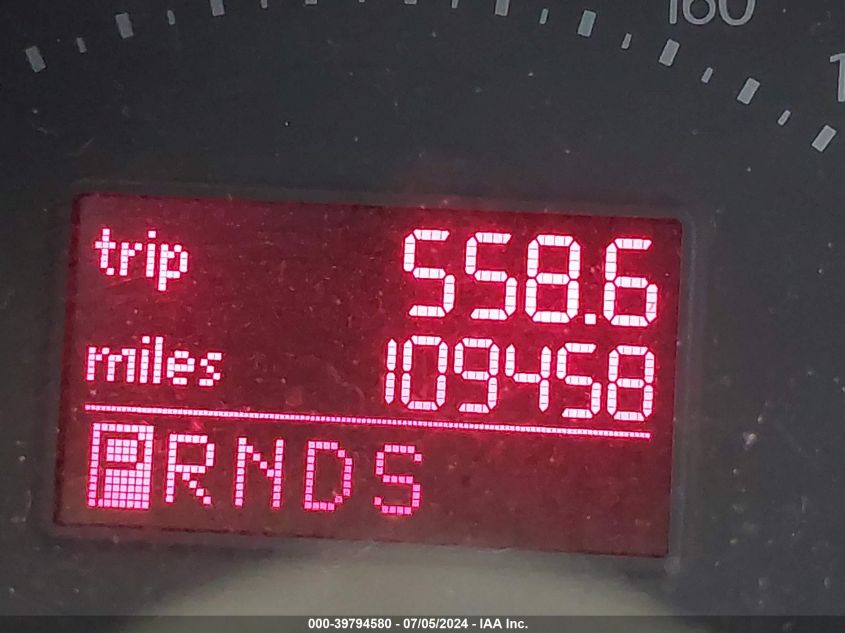 160
trip 558.6
miles 109458
PRNDS
000-39794580 - 07/05/2024 - IAA Inc.